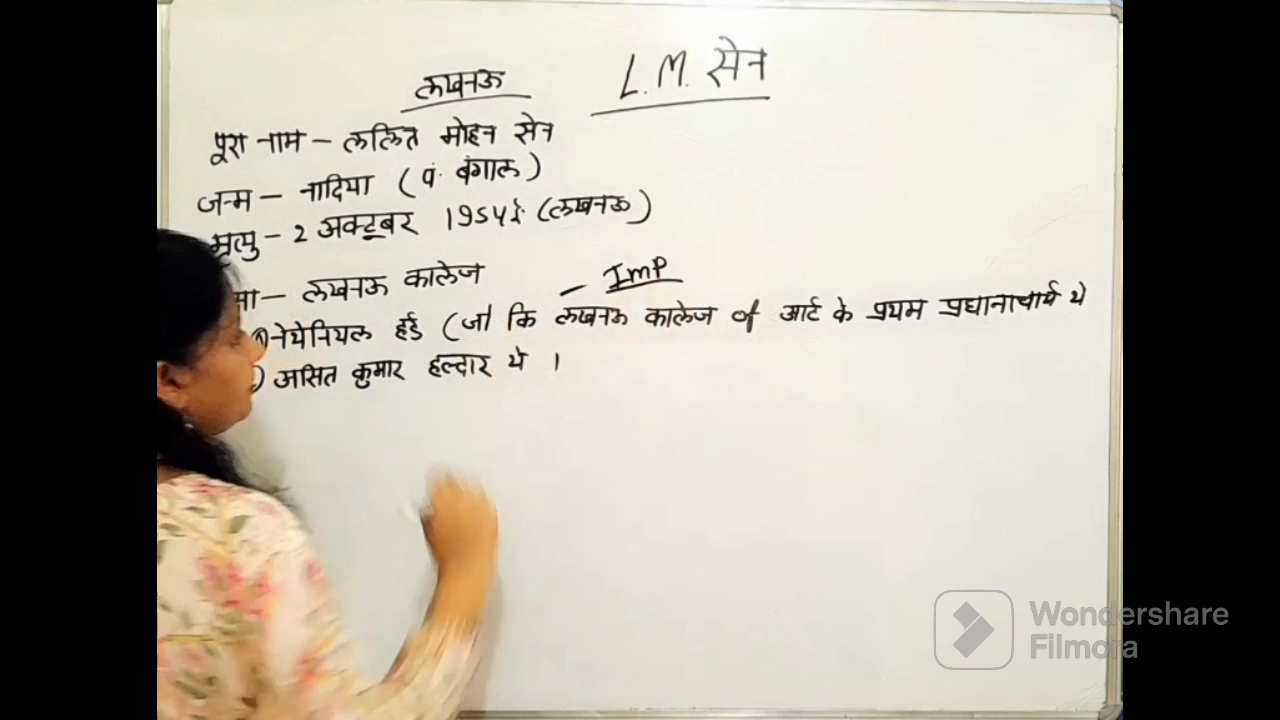 L.M. सेन
लखनऊ
पूरा नाम – ललित मोहन सेन
जन्म – नादिया (पं. बंगाल)
मृत्यु – 2 अक्टूबर 1954ई. (लखनऊ)
– लखनऊ कालेज – Imp
नेथेनियल हर्ड (जो कि लखनऊ कालेज of आर्ट के प्रथम प्रधानाचार्य थे
) असित कुमार हल्दार थे ।
Wondershare
Filmora